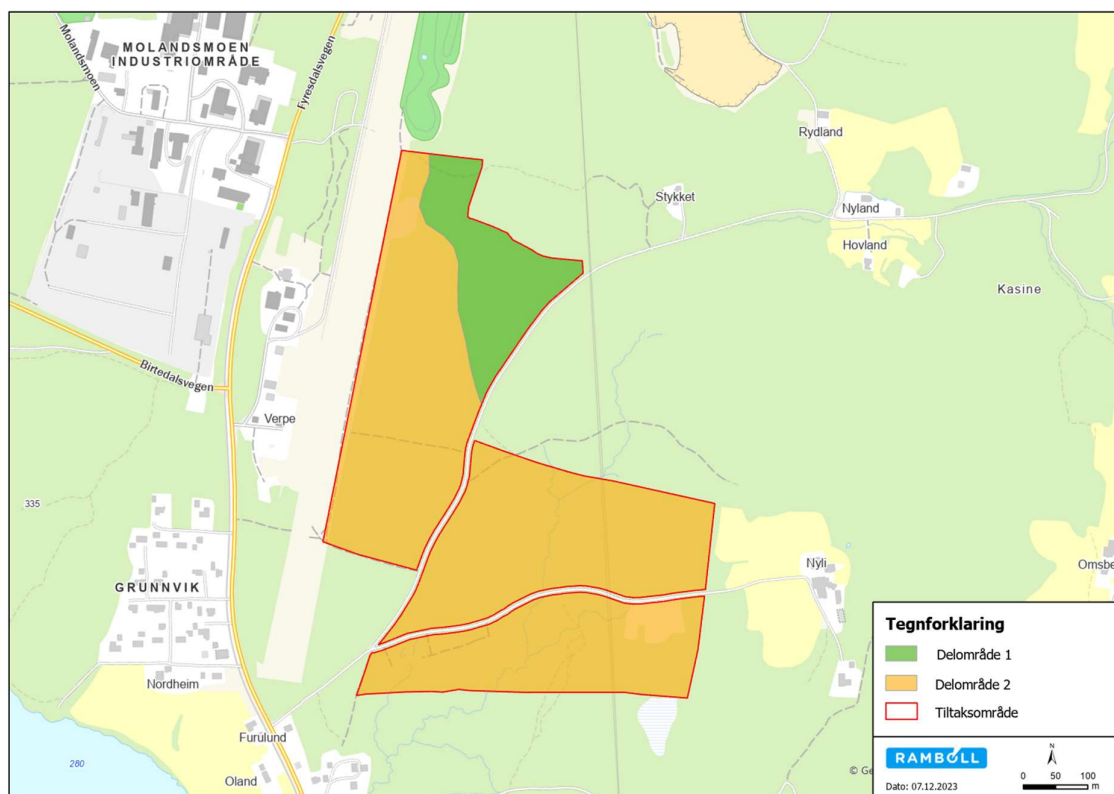 MOLANDSMOEN
INDUSTRIOMRÅDE
Molandsmoen
Fyresdalsvegen
Rydland
Stykket
Nyland
Hovland
Kasine
Birtedalsvegen
Verpe
335
GRUNNVIK
Nyli
Omsbe
Nordheim
Furulund
Oland
280
Tegnforklaring
Delområde 1
Delområde 2
Tiltaksområde
© Ge
RAMBOLL
Dato: 07.12.2023
N
0 50 100
m